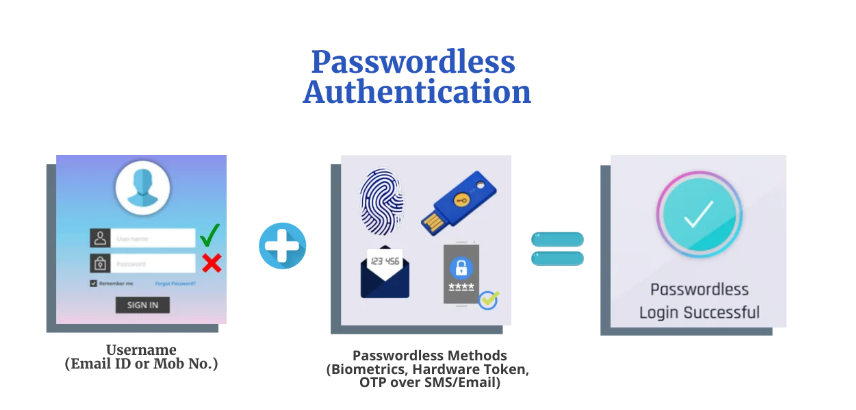 Passwordless
Authentication
Username
Password
Remember me Forgot Password?
SIGN IN
123 456
****
Passwordless
Login Successful
Username
(Email ID or Mob No.)
Passwordless Methods
(Biometrics, Hardware Token,
OTP over SMS/Email)